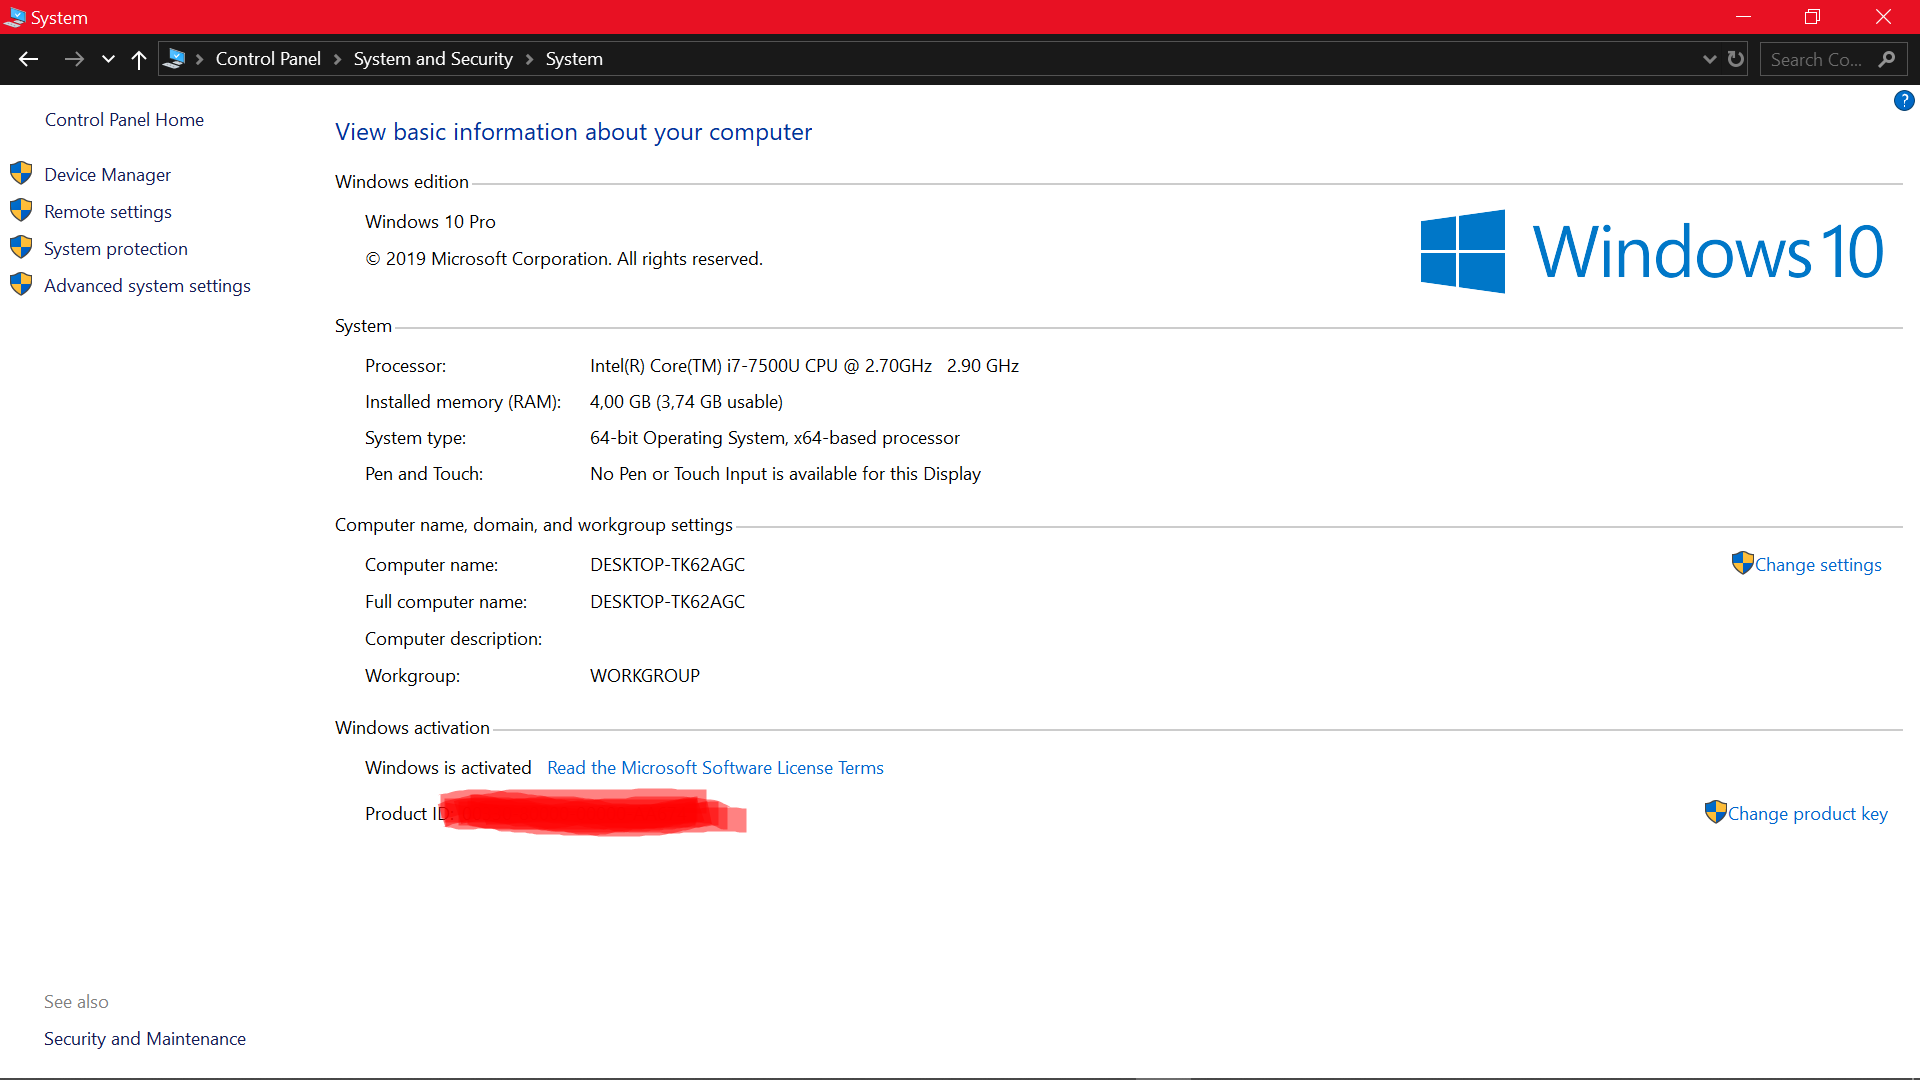 System
Control Panel > System and Security > System
Search Co...
Control Panel Home
Device Manager
Remote settings
System protection
Advanced system settings
See also
Security and Maintenance
?
View basic information about your computer
Windows edition
Windows 10 Pro
© 2019 Microsoft Corporation. All rights reserved.
Windows 10
System
Processor: Intel(R) Core(TM) i7-7500U CPU @ 2.70GHz 2.90 GHz
Installed memory (RAM): 4,00 GB (3,74 GB usable)
System type: 64-bit Operating System, x64-based processor
Pen and Touch: No Pen or Touch Input is available for this Display
Computer name, domain, and workgroup settings
Computer name: DESKTOP-TK62AGC
Change settings
Full computer name: DESKTOP-TK62AGC
Computer description:
Workgroup: WORKGROUP
Windows activation
Windows is activated Read the Microsoft Software License Terms
Product ID:
Change product key